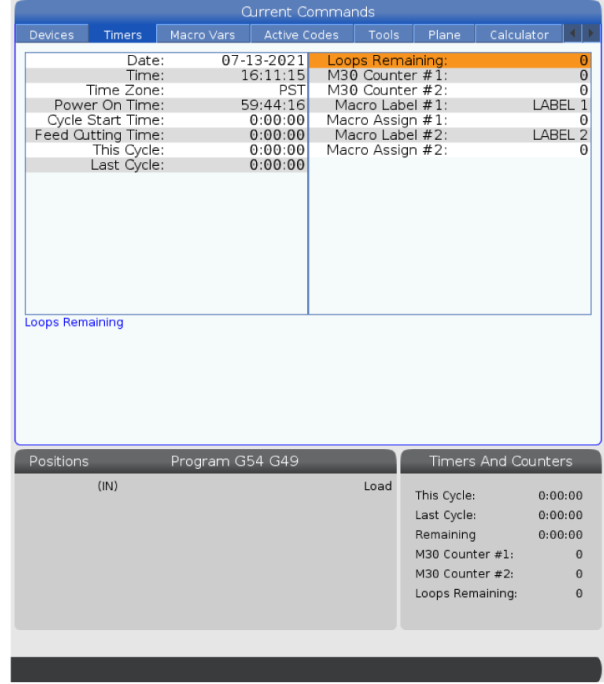 Current Commands
Devices Timers Macro Vars Active Codes Tools Plane Calculator
Date: 07-13-2021
Time: 16:11:15
Time Zone: PST
Power On Time: 59:44:16
Cycle Start Time: 0:00:00
Feed Cutting Time: 0:00:00
This Cycle: 0:00:00
Last Cycle: 0:00:00
Loops Remaining: 0
M30 Counter #1: 0
M30 Counter #2: 0
Macro Label #1: LABEL 1
Macro Assign #1: 0
Macro Label #2: LABEL 2
Macro Assign #2: 0
Loops Remaining
Positions Program G54 G49
(IN) Load
Timers And Counters
This Cycle: 0:00:00
Last Cycle: 0:00:00
Remaining 0:00:00
M30 Counter #1: 0
M30 Counter #2: 0
Loops Remaining: 0